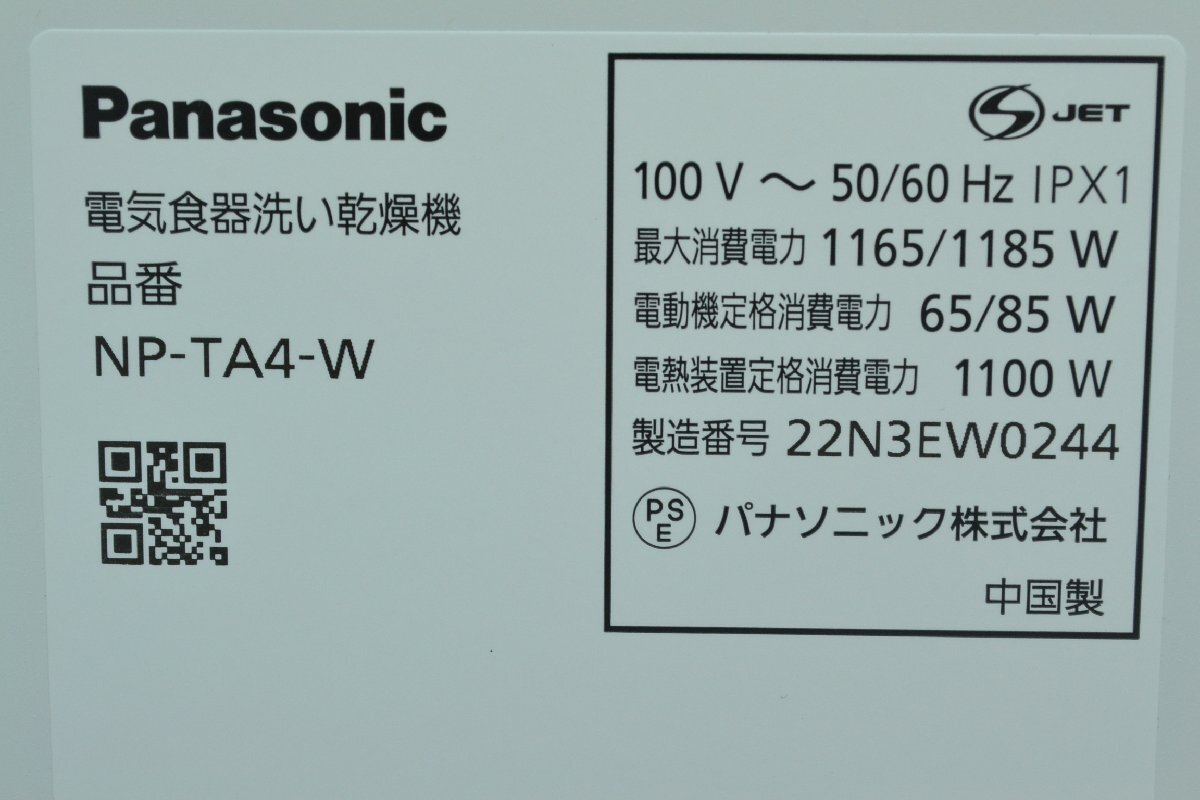 Panasonic
電気食器洗い乾燥機
品番
NP-TA4-W
S JET
100 V ～ 50/60 Hz IPX1
最大消費電力 1165/1185 W
電動機定格消費電力 65/85 W
電熱装置定格消費電力 1100 W
製造番号 22N3EW0244
PS E パナソニック株式会社
中国製